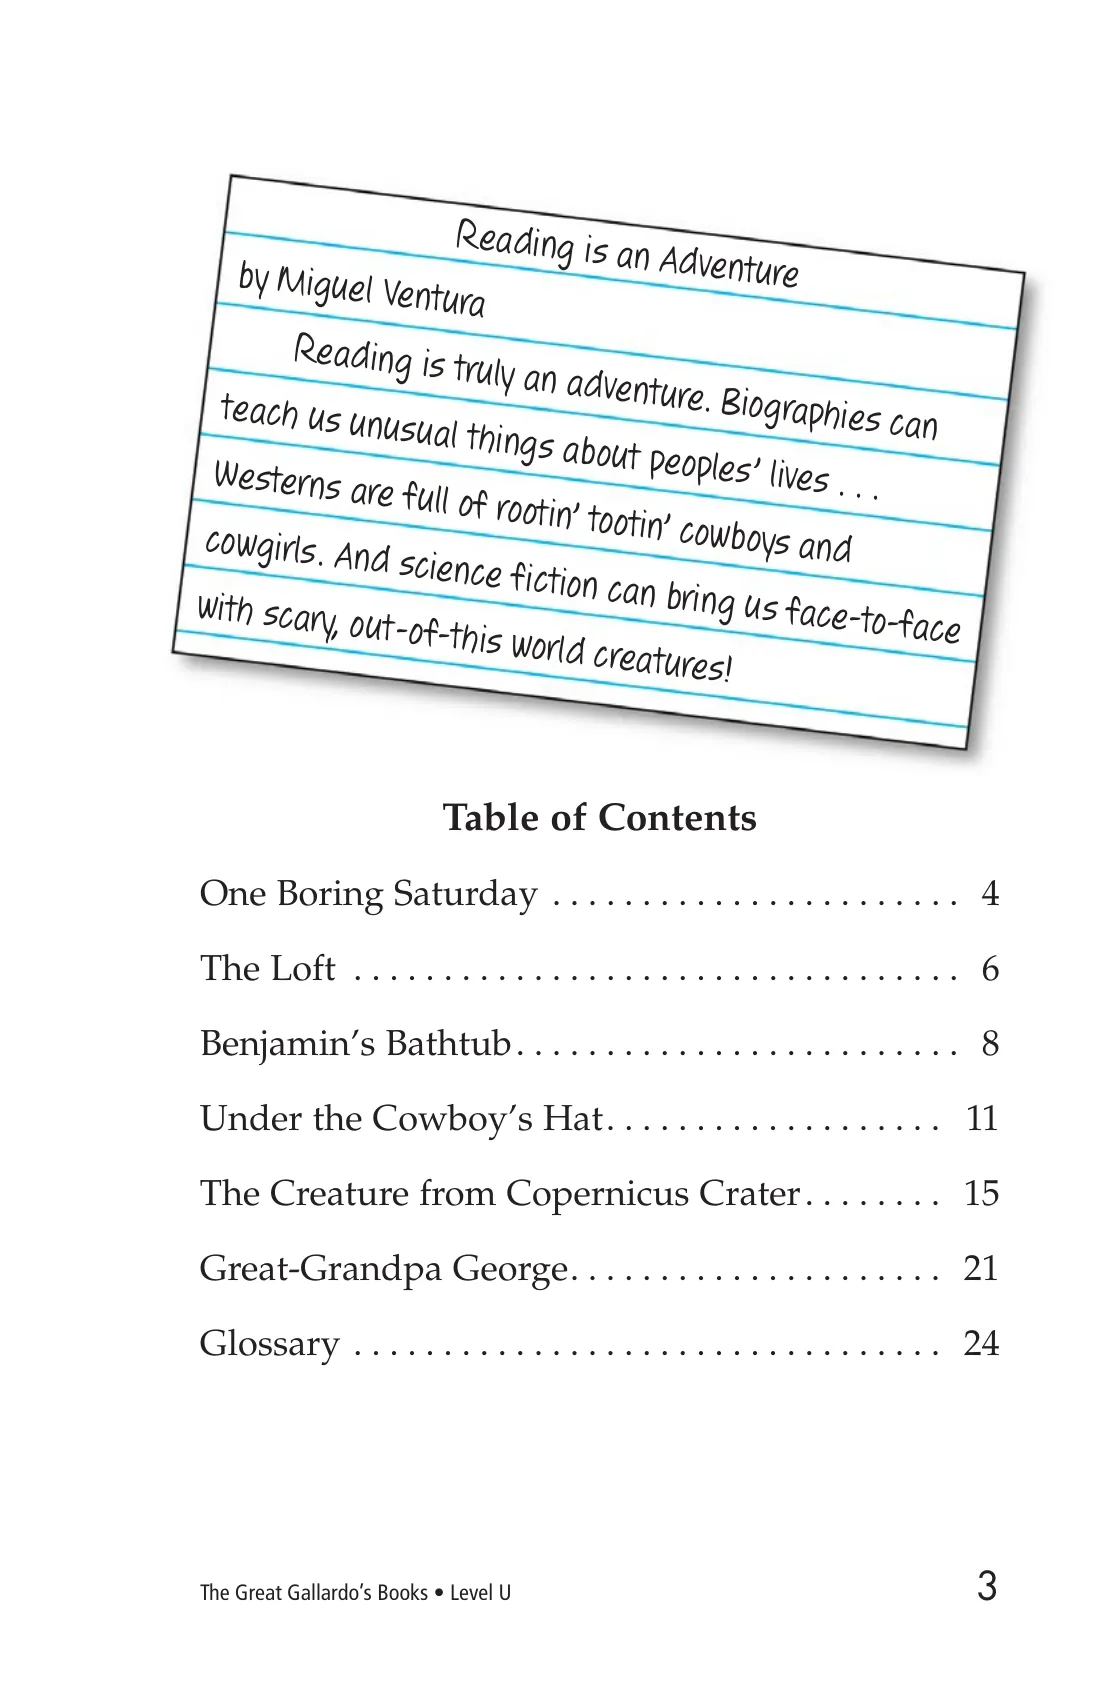 Reading is an Adventure
by Miguel Ventura
Reading is truly an adventure. Biographies can
teach us unusual things about peoples’ lives . . .
Westerns are full of rootin’ tootin’ cowboys and
cowgirls. And science fiction can bring us face-to-face
with scary, out-of-this world creatures!
Table of Contents
One Boring Saturday . . . . . . . . . . . . . . . . . . . . . . . 4
The Loft . . . . . . . . . . . . . . . . . . . . . . . . . . . . . . . . . . 6
Benjamin’s Bathtub. . . . . . . . . . . . . . . . . . . . . . . . . 8
Under the Cowboy’s Hat. . . . . . . . . . . . . . . . . . . 11
The Creature from Copernicus Crater. . . . . . . . 15
Great-Grandpa George. . . . . . . . . . . . . . . . . . . . . 21
Glossary . . . . . . . . . . . . . . . . . . . . . . . . . . . . . . . . . 24
The Great Gallardo’s Books • Level U 3